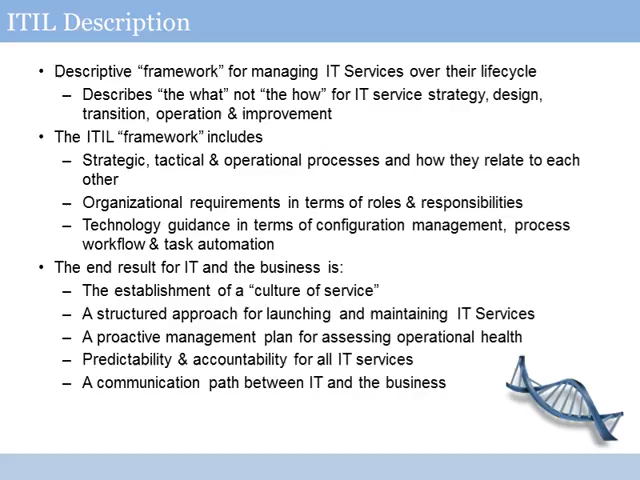 ITIL Description
• Descriptive “framework” for managing IT Services over their lifecycle
– Describes “the what” not “the how” for IT service strategy, design,
transition, operation & improvement
• The ITIL “framework” includes
– Strategic, tactical & operational processes and how they relate to each
other
– Organizational requirements in terms of roles & responsibilities
– Technology guidance in terms of configuration management, process
workflow & task automation
• The end result for IT and the business is:
– The establishment of a “culture of service”
– A structured approach for launching and maintaining IT Services
– A proactive management plan for assessing operational health
– Predictability & accountability for all IT services
– A communication path between IT and the business